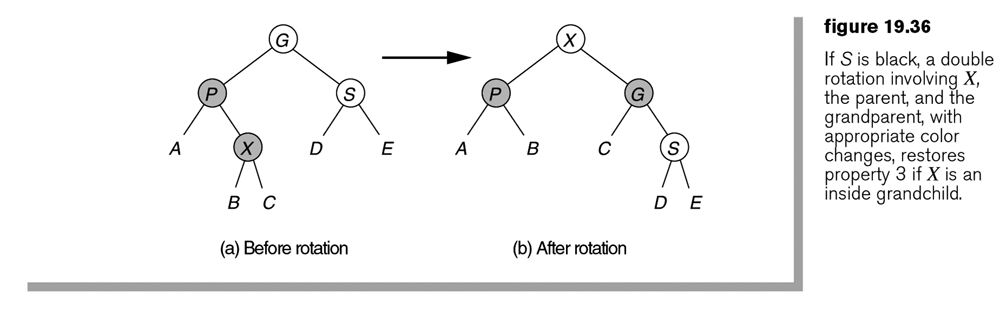 G
X
P
S
P
G
A
X
D
E
A
B
C
S
B
C
D
E
(a) Before rotation
(b) After rotation
figure 19.36
If S is black, a double
rotation involving X,
the parent, and the
grandparent, with
appropriate color
changes, restores
property 3 if X is an
inside grandchild.